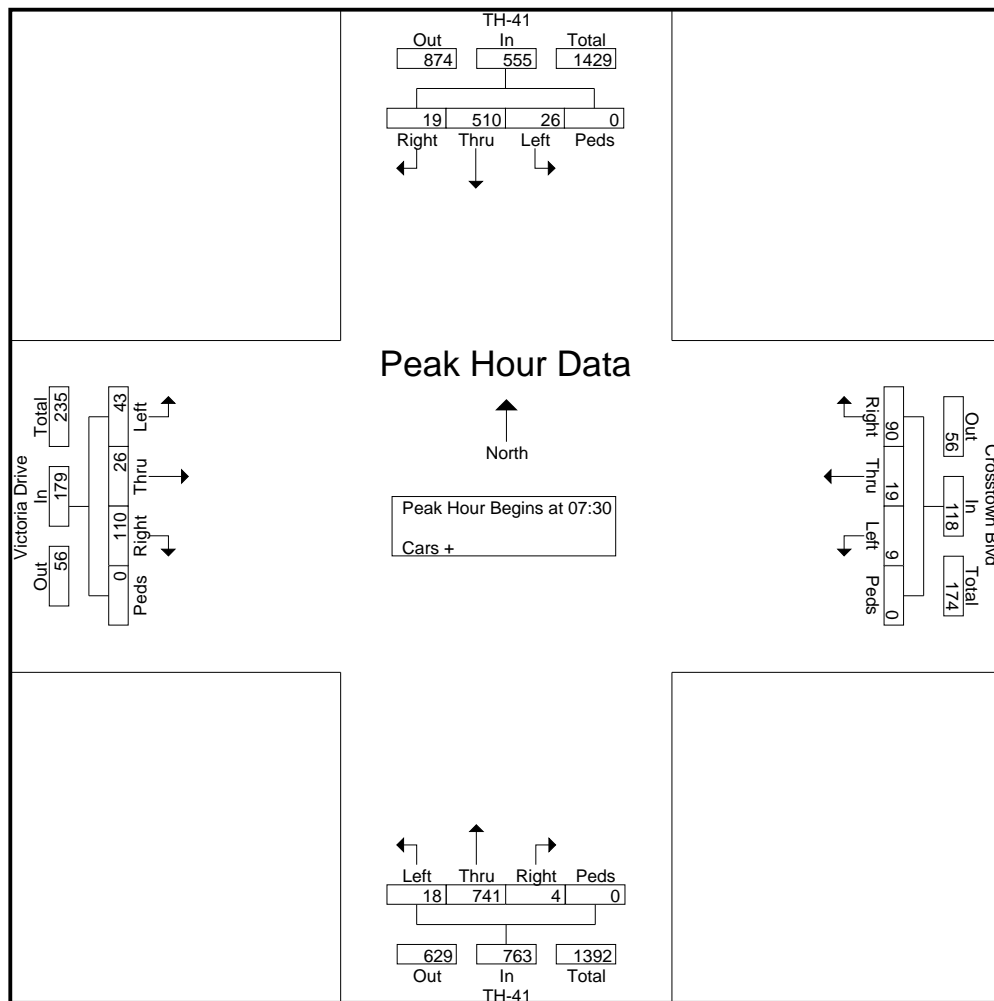 TH-41
Out In Total
874 555 1429
19 510 26 0
Right Thru Left Peds
Peak Hour Data
North
Peak Hour Begins at 07:30
Cars +
Victoria Drive
Out In Total
56 179 235
43 26 110 0
Left Thru Right Peds
Crosstown Blvd
Out In Total
56 118 174
90 19 9 0
Right Thru Left Peds
Left Thru Right Peds
18 741 4 0
629 763 1392
Out In Total
TH-41